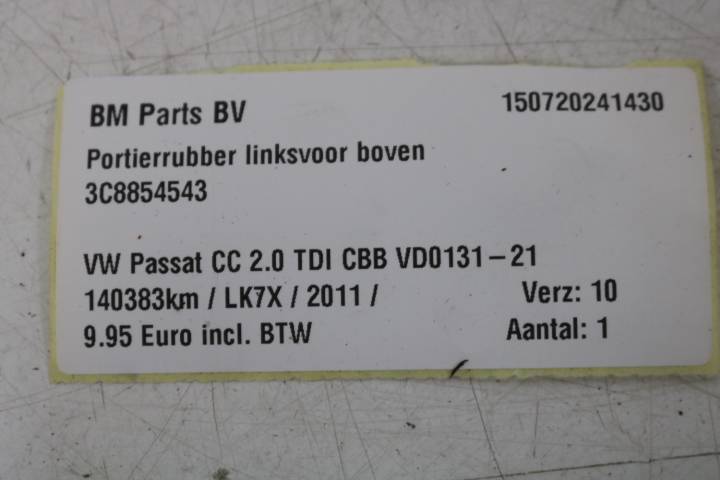 BM Parts BV 150720241430
Portierrubber linksvoor boven
3C8854543
VW Passat CC 2.0 TDI CBB VD0131-21
140383km / LK7X / 2011 / Verz: 10
9.95 Euro incl. BTW Aantal: 1